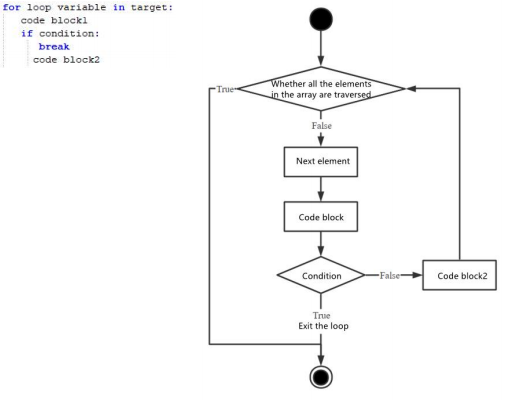 for loop variable in target:
code block1
if condition:
break
code block2
Whether all the elements
in the array are traversed
True
False
Next element
Code block
Condition
False
Code block2
True
Exit the loop